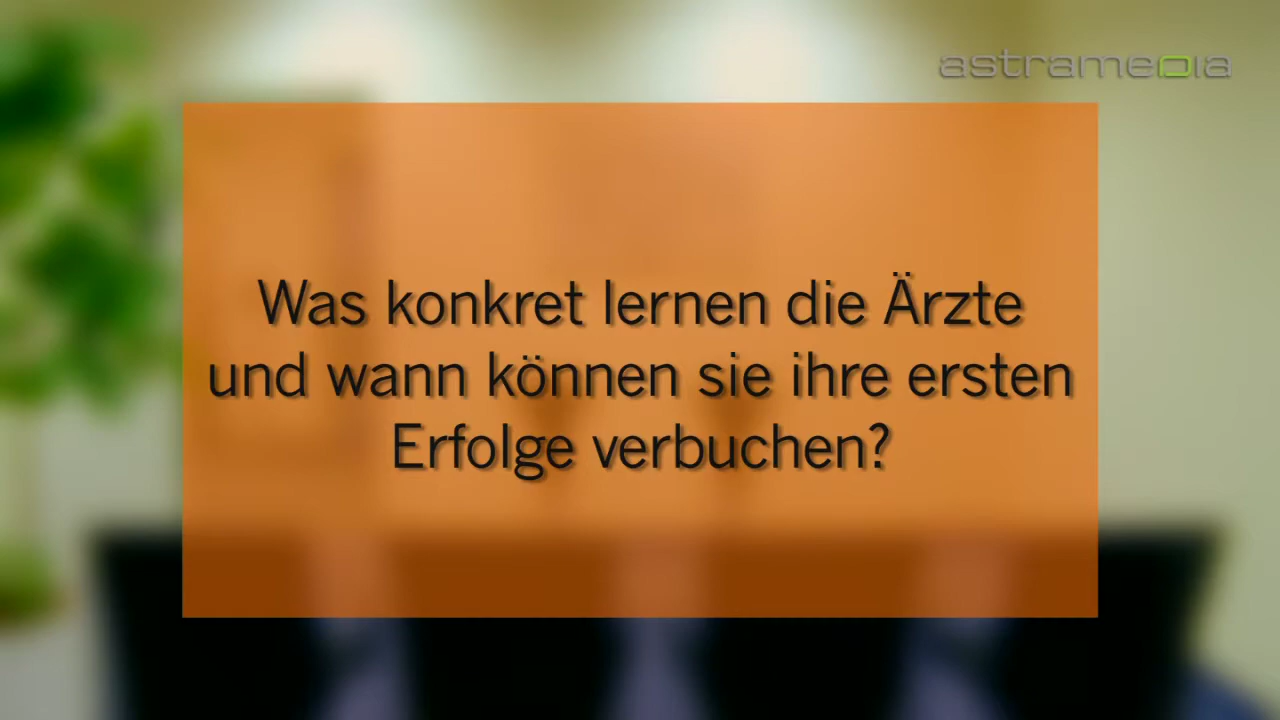 astramedia
Was konkret lernen die Ärzte
und wann können sie ihre ersten
Erfolge verbuchen?